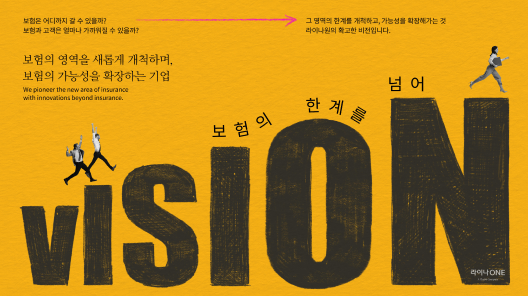 보험은 어디까지 갈 수 있을까?
보험과 고객은 얼마나 가까워질 수 있을까?
그 영역의 한계를 개척하고, 가능성을 확장해가는 것
라이나원의 확고한 비전입니다.
보험의 영역을 새롭게 개척하며,
보험의 가능성을 확장하는 기업
We pioneer the new area of insurance
with innovations beyond insurance.
보험의 한계를 넘어
vISION
라이나 ONE